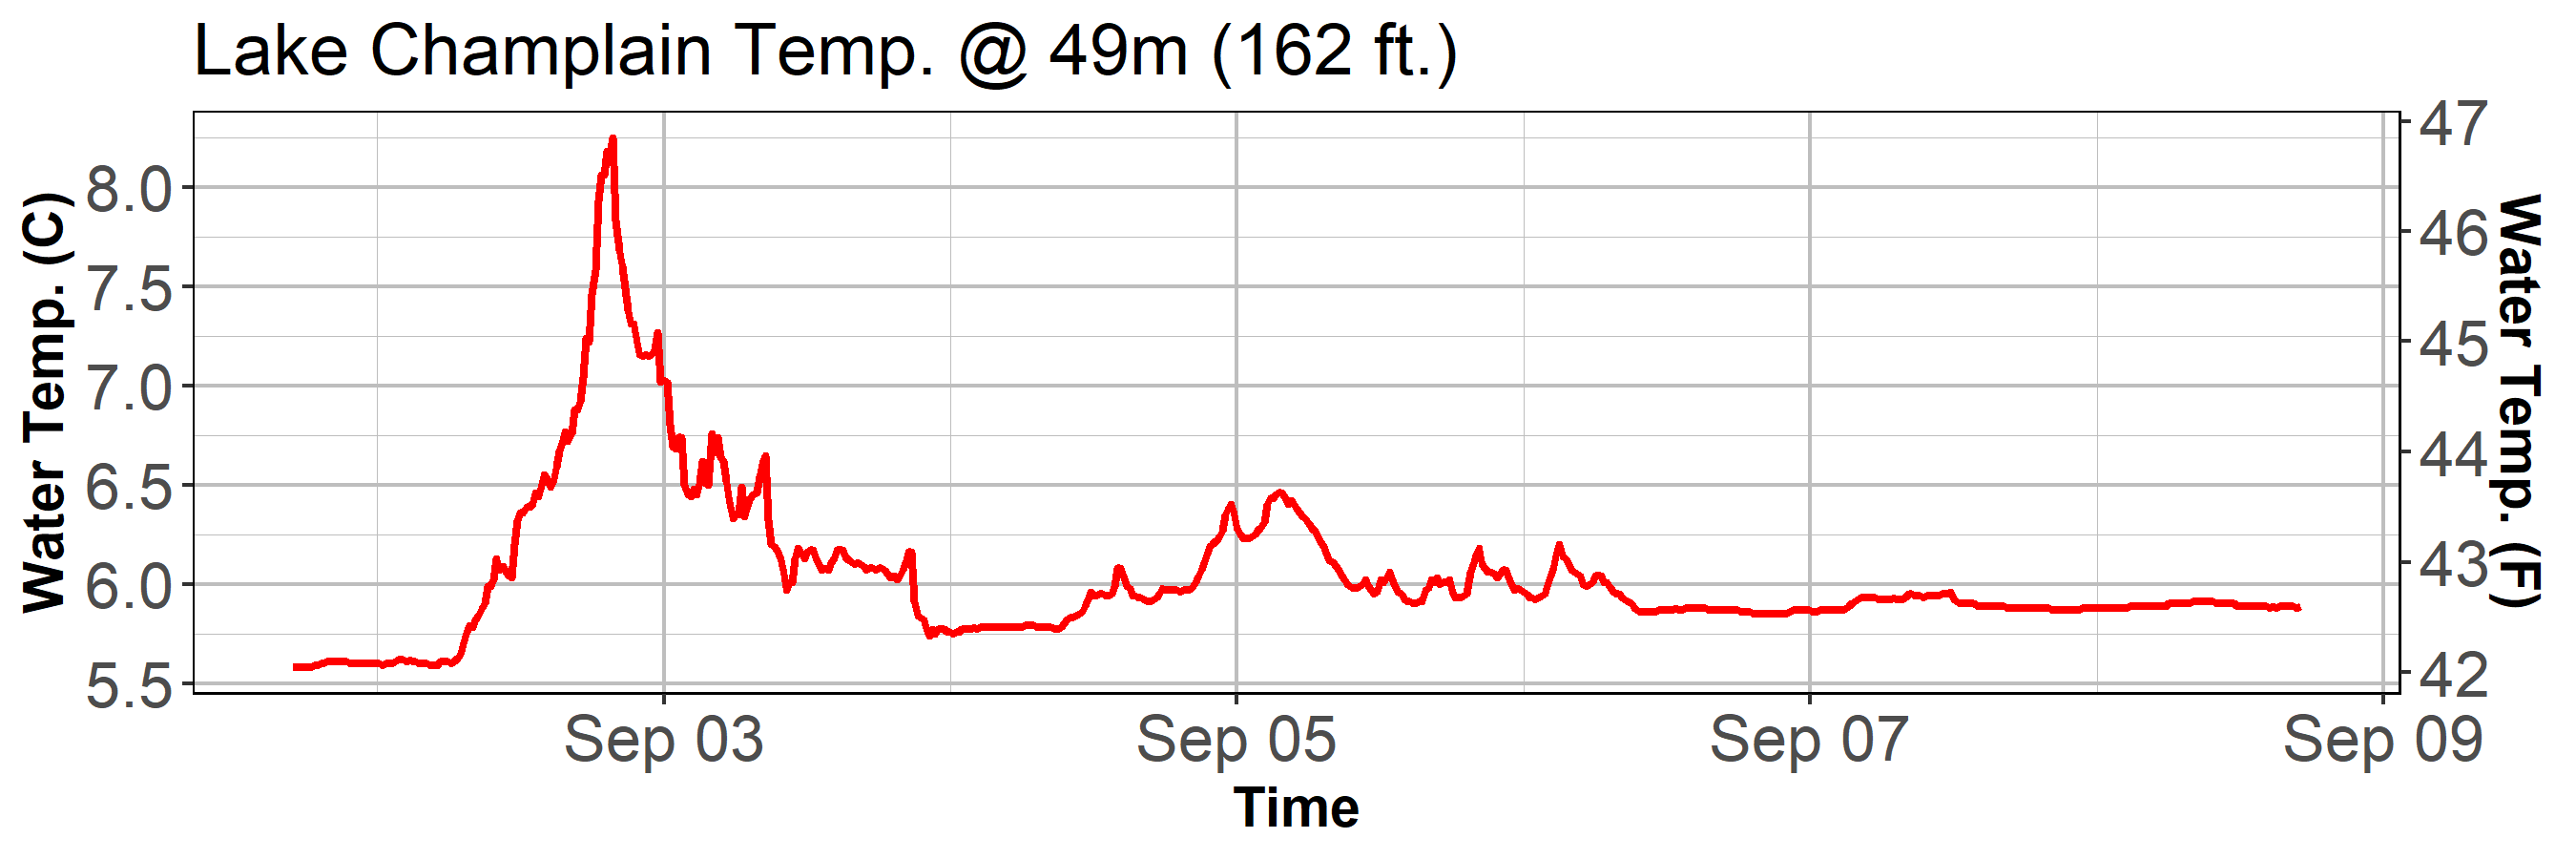 Lake Champlain Temp. @ 49m (162 ft.)
Water Temp. (C)
8.0
7.5
7.0
6.5
6.0
5.5
47
46
45
44
43
42
Water Temp. (F)
Sep 03 Sep 05 Sep 07 Sep 09
Time